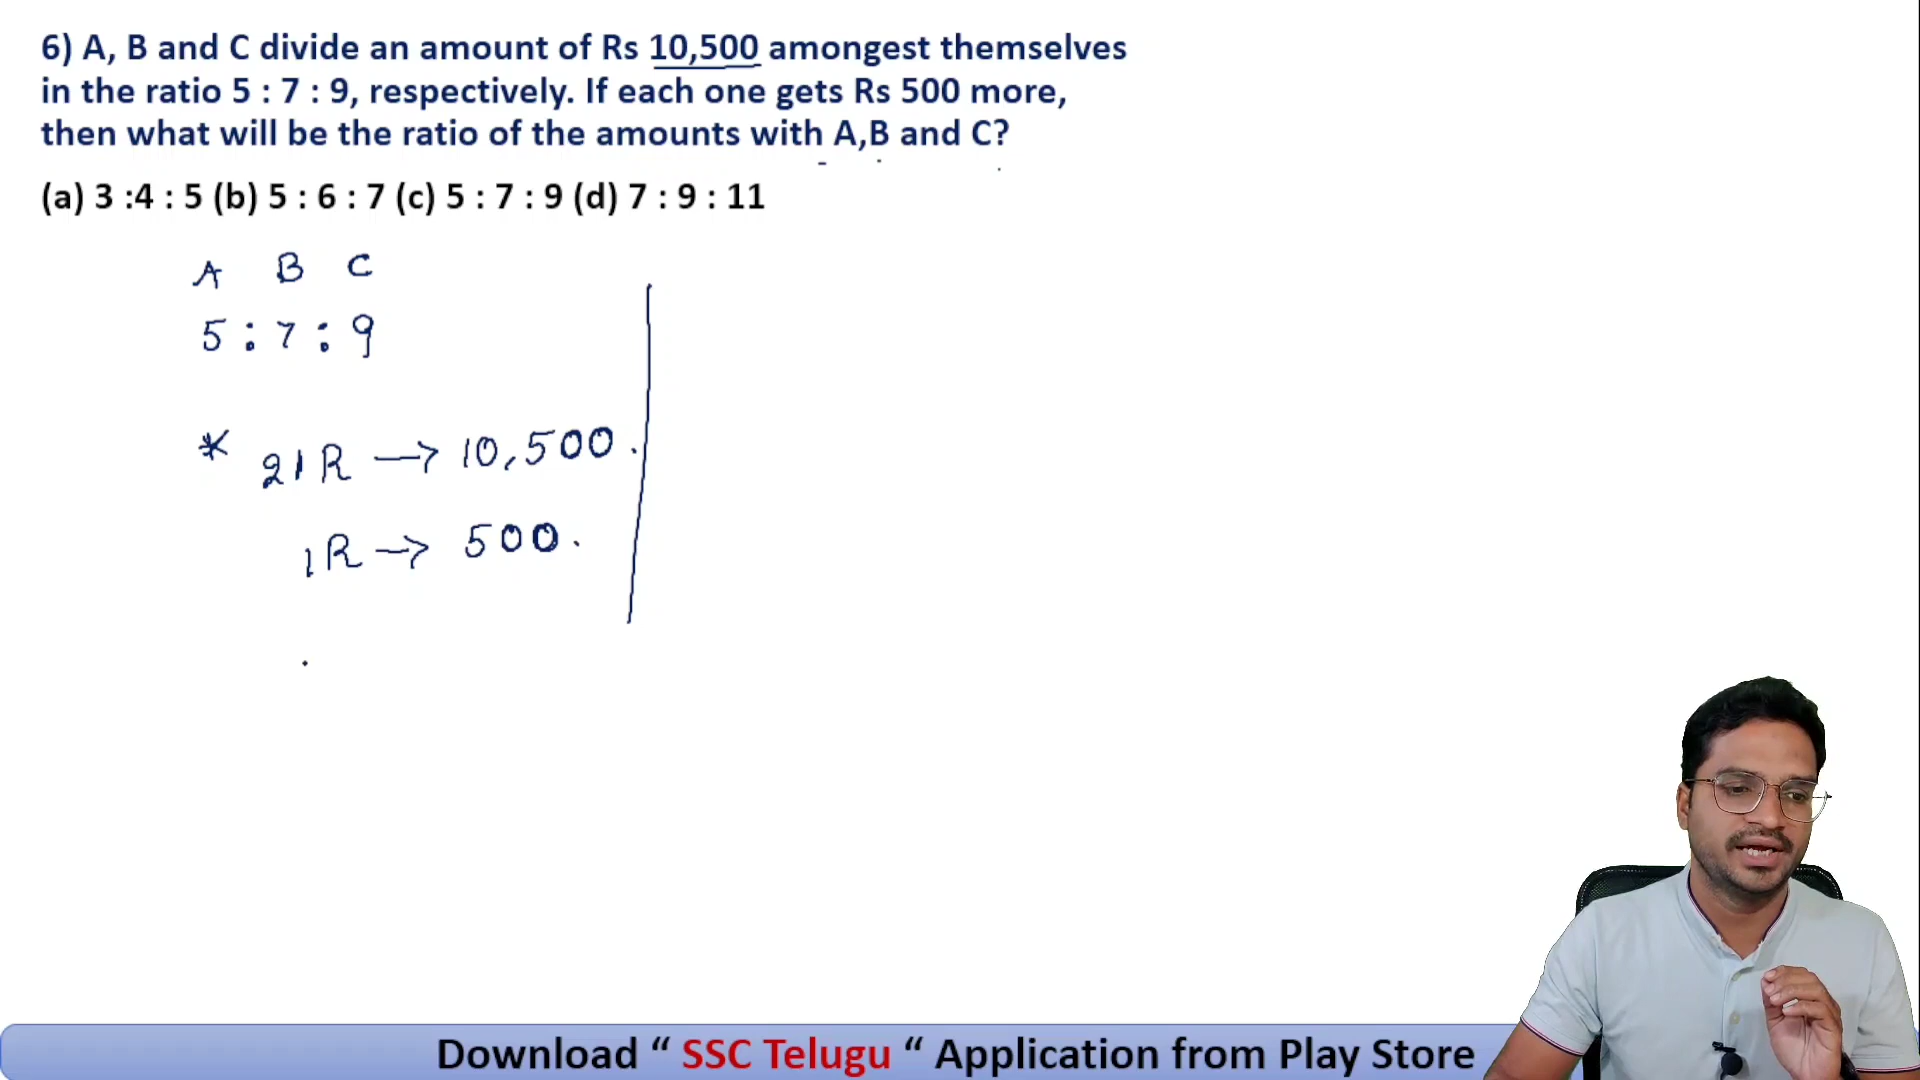 6) A, B and C divide an amount of Rs 10,500 amongest themselves
in the ratio 5 : 7 : 9, respectively. If each one gets Rs 500 more,
then what will be the ratio of the amounts with A,B and C?
(a) 3 :4 : 5 (b) 5 : 6 : 7 (c) 5 : 7 : 9 (d) 7 : 9 : 11
A B C
5 : 7 : 9
* 21R → 10,500.
1R → 500.
Download “ SSC Telugu “ Application from Play Store